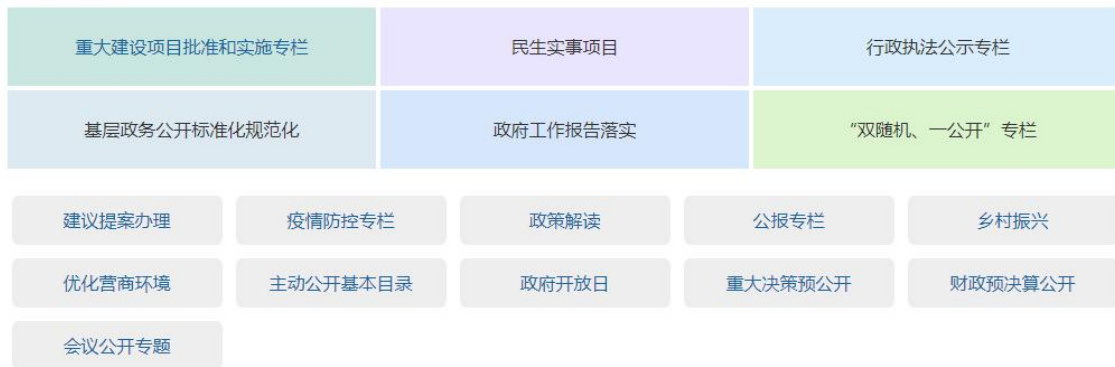 重大建设项目批准和实施专栏
民生实事项目
行政执法公示专栏
基层政务公开标准化规范化
政府工作报告落实
“双随机、一公开”专栏
建议提案办理
疫情防控专栏
政策解读
公报专栏
乡村振兴
优化营商环境
主动公开基本目录
政府开放日
重大决策预公开
财政预决算公开
会议公开专题